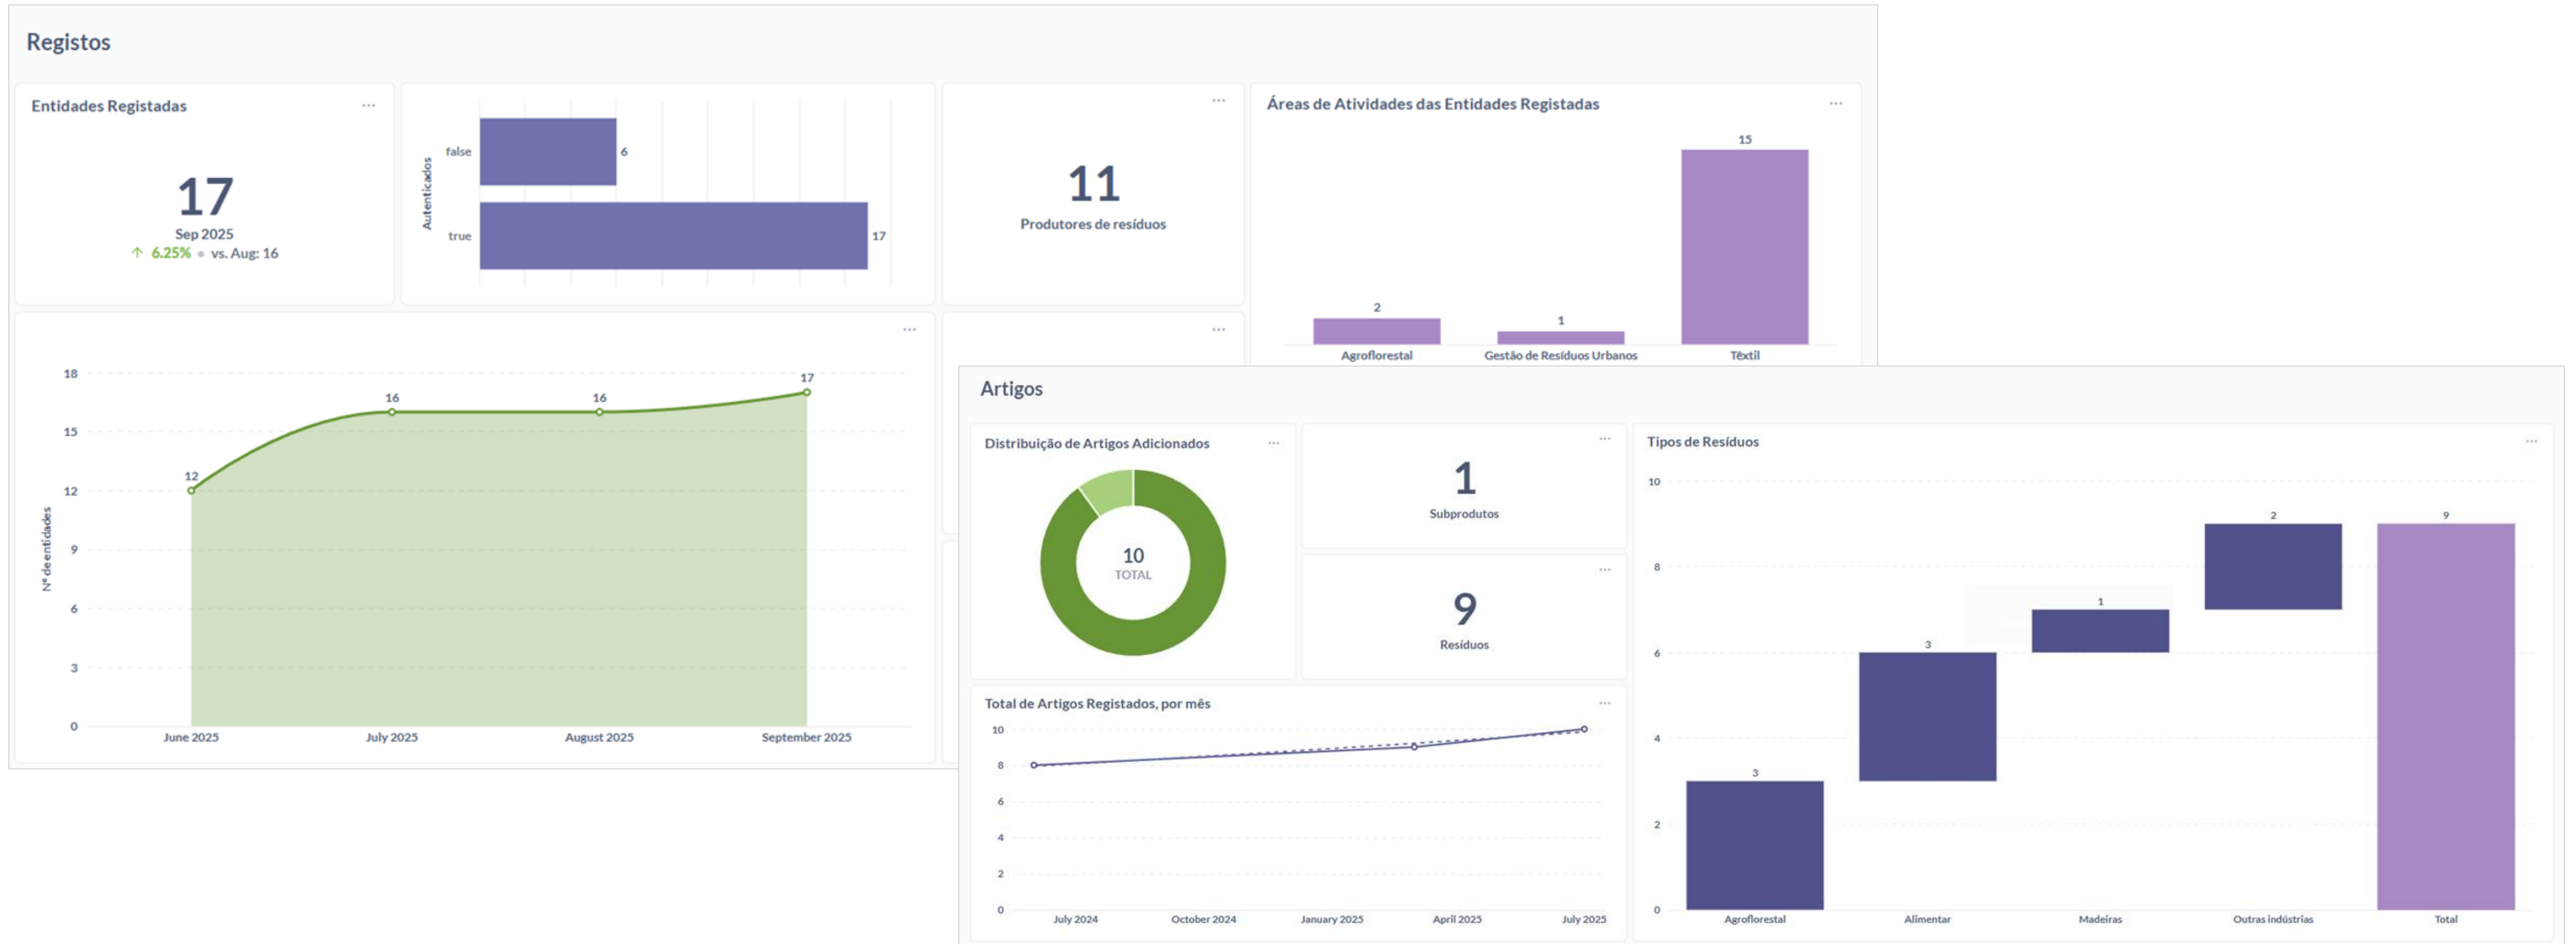 Registos
Entidades Registadas
...
17
Sep 2025
↑ 6.25% • vs. Aug: 16
Autenticados
false
6
true
17
...
11
Produtores de resíduos
Áreas de Atividades das Entidades Registadas
...
15
2
1
Agroflorestal
Gestão de Resíduos Urbanos
Têxtil
...
Nº de entidades
18
15
12
9
6
3
0
12
16
16
17
June 2025
July 2025
August 2025
September 2025
...
Artigos
Distribuição de Artigos Adicionados
...
10
TOTAL
...
1
Subprodutos
...
9
Resíduos
Total de Artigos Registados, por mês
...
10
8
6
4
2
0
July 2024
October 2024
January 2025
April 2025
July 2025
Tipos de Resíduos
...
10
8
6
4
2
0
3
3
1
2
9
Agroflorestal
Alimentar
Madeiras
Outras indústrias
Total